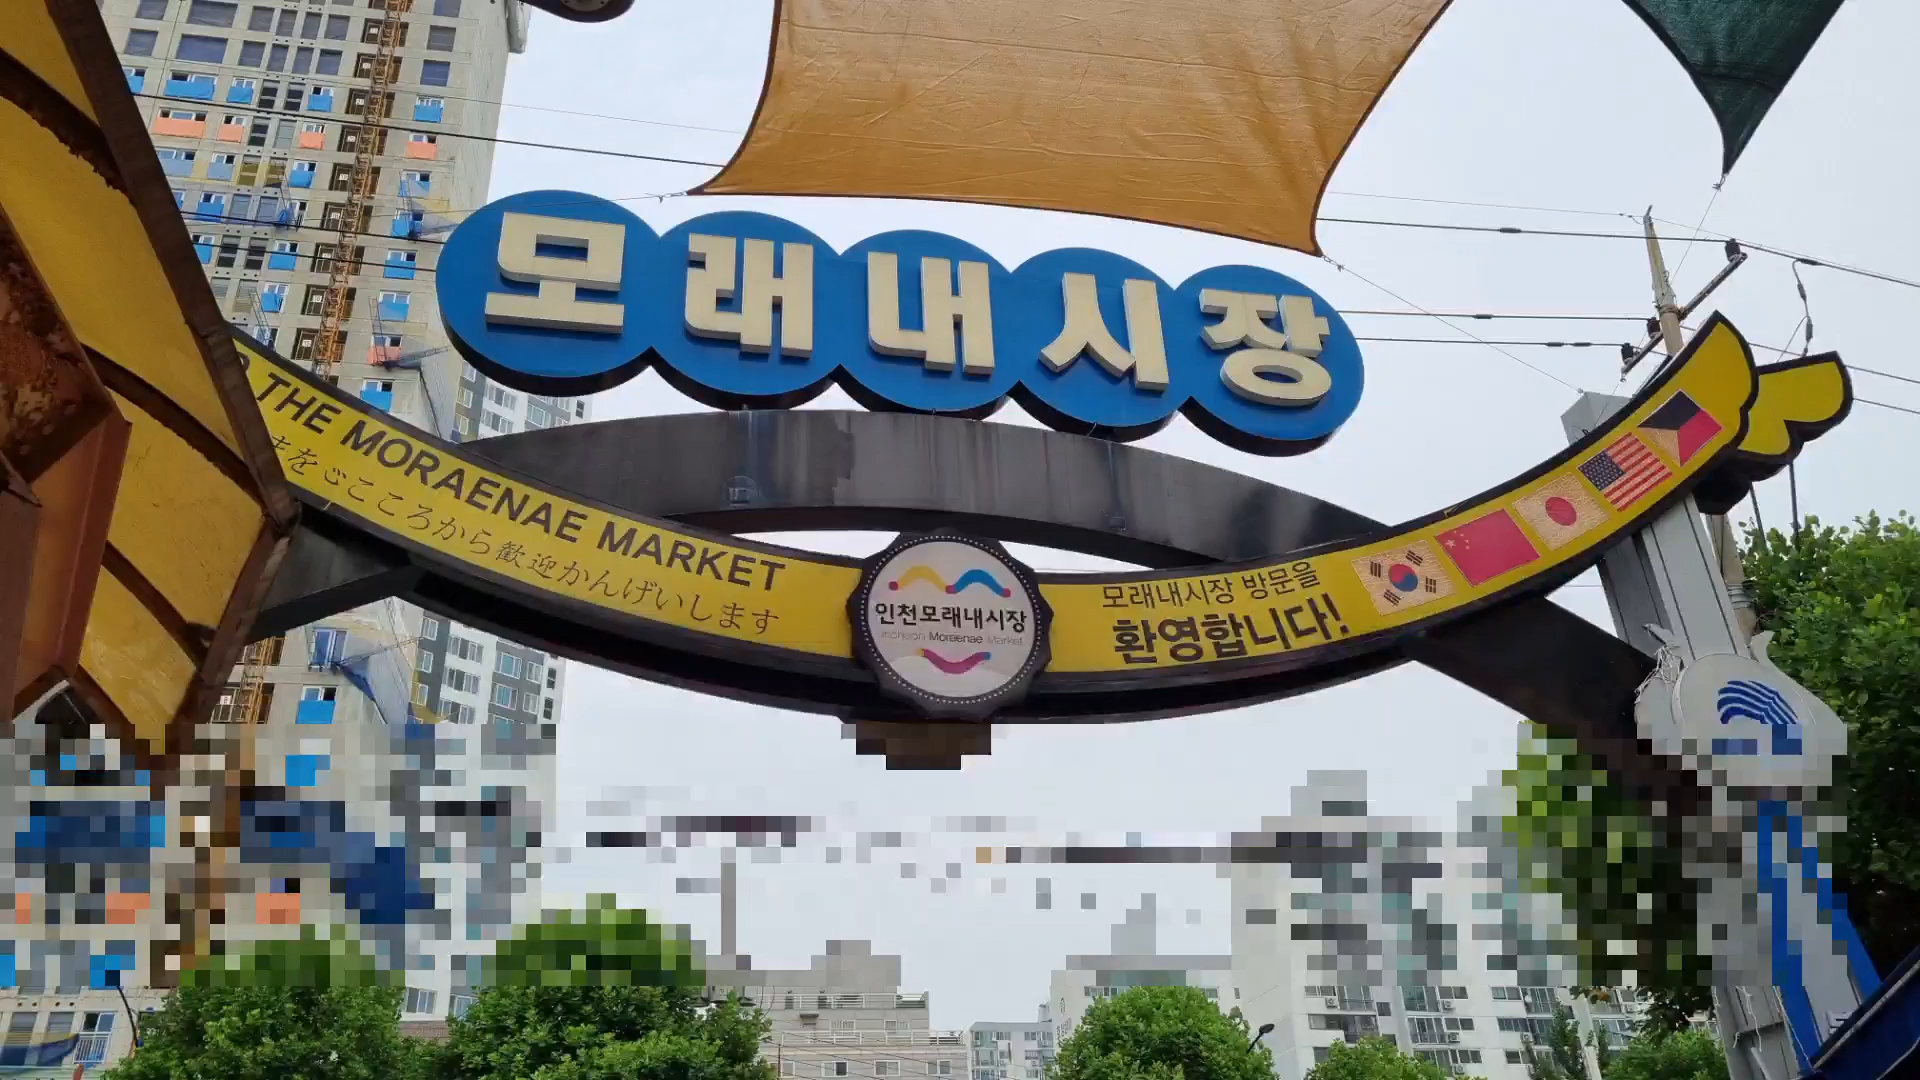 모래내시장
THE MORAENAE MARKET
を心こころから歓迎かんげいします
인천모래내시장
Incheon Moraenae Market
모래내시장 방문을
환영합니다!